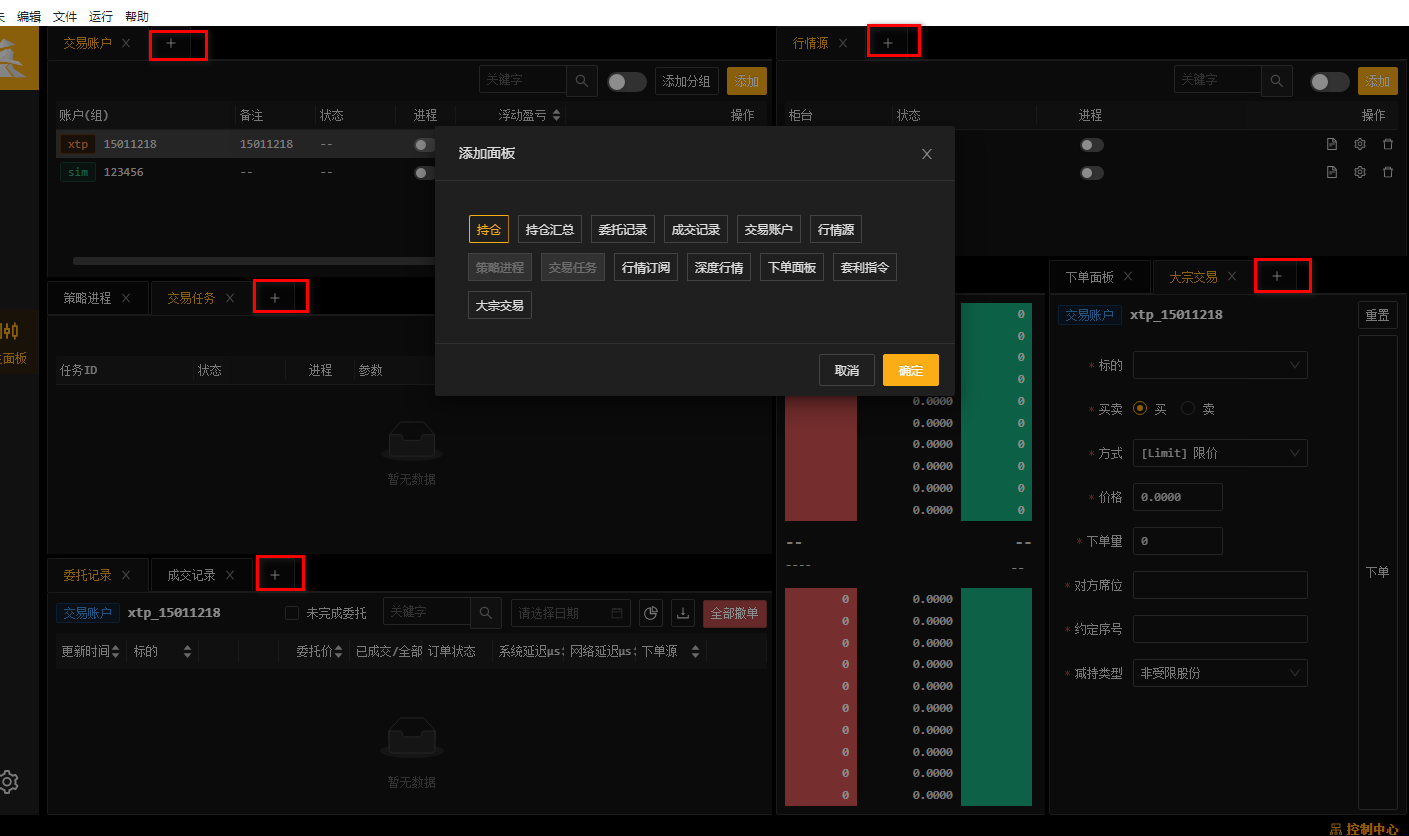 编辑 文件 运行 帮助
交易账户
关键字 添加分组 添加
账户(组) 备注 状态 进程 浮动盈亏 操作
xtp 15011218 15011218 --
sim 123456 -- --
行情源
关键字 添加
柜台 状态 进程 操作
添加面板
持仓 持仓汇总 委托记录 成交记录 交易账户 行情源
策略进程 交易任务 行情订阅 深度行情 下单面板 套利指令
大宗交易
取消 确定
策略进程 交易任务
任务ID 状态 进程 参数
暂无数据
面板
委托记录 成交记录
交易账户 xtp_15011218 未完成委托 关键字 请选择日期 全部撤单
更新时间 标的 委托价 已成交/全部 订单状态 系统延迟μs 网络延迟μs 下单源
暂无数据
0
0
0
0
0.0000 0
0.0000 0
0.0000 0
0.0000 0
0.0000 0
0.0000 0
-- --
---- --
0 0.0000
0 0.0000
0 0.0000
0 0.0000
0 0.0000
0 0.0000
0 0.0000
0 0.0000
0 0.0000
0 0.0000
下单面板 大宗交易
交易账户 xtp_15011218 重置
* 标的
* 买卖 买 卖
* 方式 [Limit] 限价
* 价格 0.0000
* 下单量 0
* 对方席位
* 约定序号
* 减持类型 非受限股份
下单
控制中心